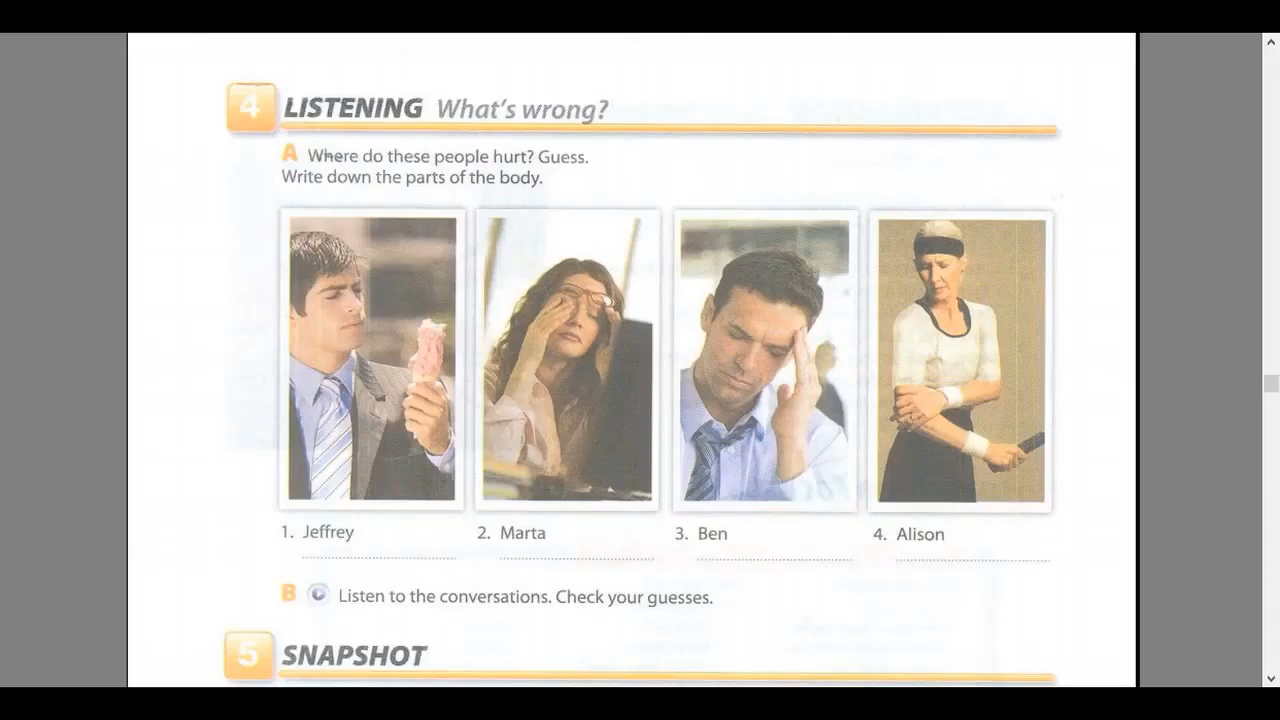 4 LISTENING What's wrong?
A Where do these people hurt? Guess.
Write down the parts of the body.
1. Jeffrey
2. Marta
3. Ben
4. Alison
B Listen to the conversations. Check your guesses.
5 SNAPSHOT